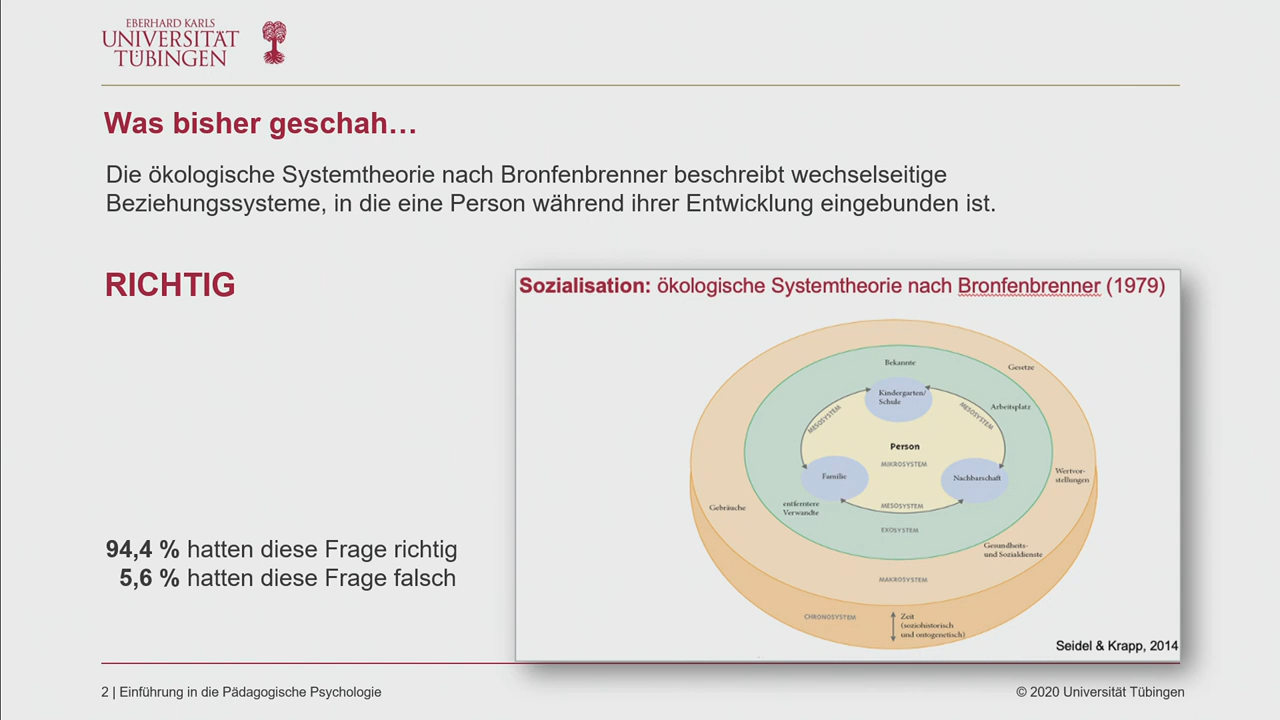 EBERHARD KARLS
UNIVERSITÄT
TÜBINGEN
Was bisher geschah…
Die ökologische Systemtheorie nach Bronfenbrenner beschreibt wechselseitige
Beziehungssysteme, in die eine Person während ihrer Entwicklung eingebunden ist.
RICHTIG
94,4 % hatten diese Frage richtig
5,6 % hatten diese Frage falsch
Sozialisation: ökologische Systemtheorie nach Bronfenbrenner (1979)
Bekannte
Gesetze
Kindergarten/
Schule
Arbeitsplatz
MESOSYSTEM
MESOSYSTEM
Person
MIKROSYSTEM
Familie
Nachbarschaft
Wertvor-
stellungen
Gebräuche
entferntere
Verwandte
MESOSYSTEM
EXOSYSTEM
Gesundheits-
und Sozialdienste
MAKROSYSTEM
CHRONOSYSTEM
Zeit
(soziohistorisch
und ontogenetisch)
Seidel & Krapp, 2014
2 | Einführung in die Pädagogische Psychologie
© 2020 Universität Tübingen